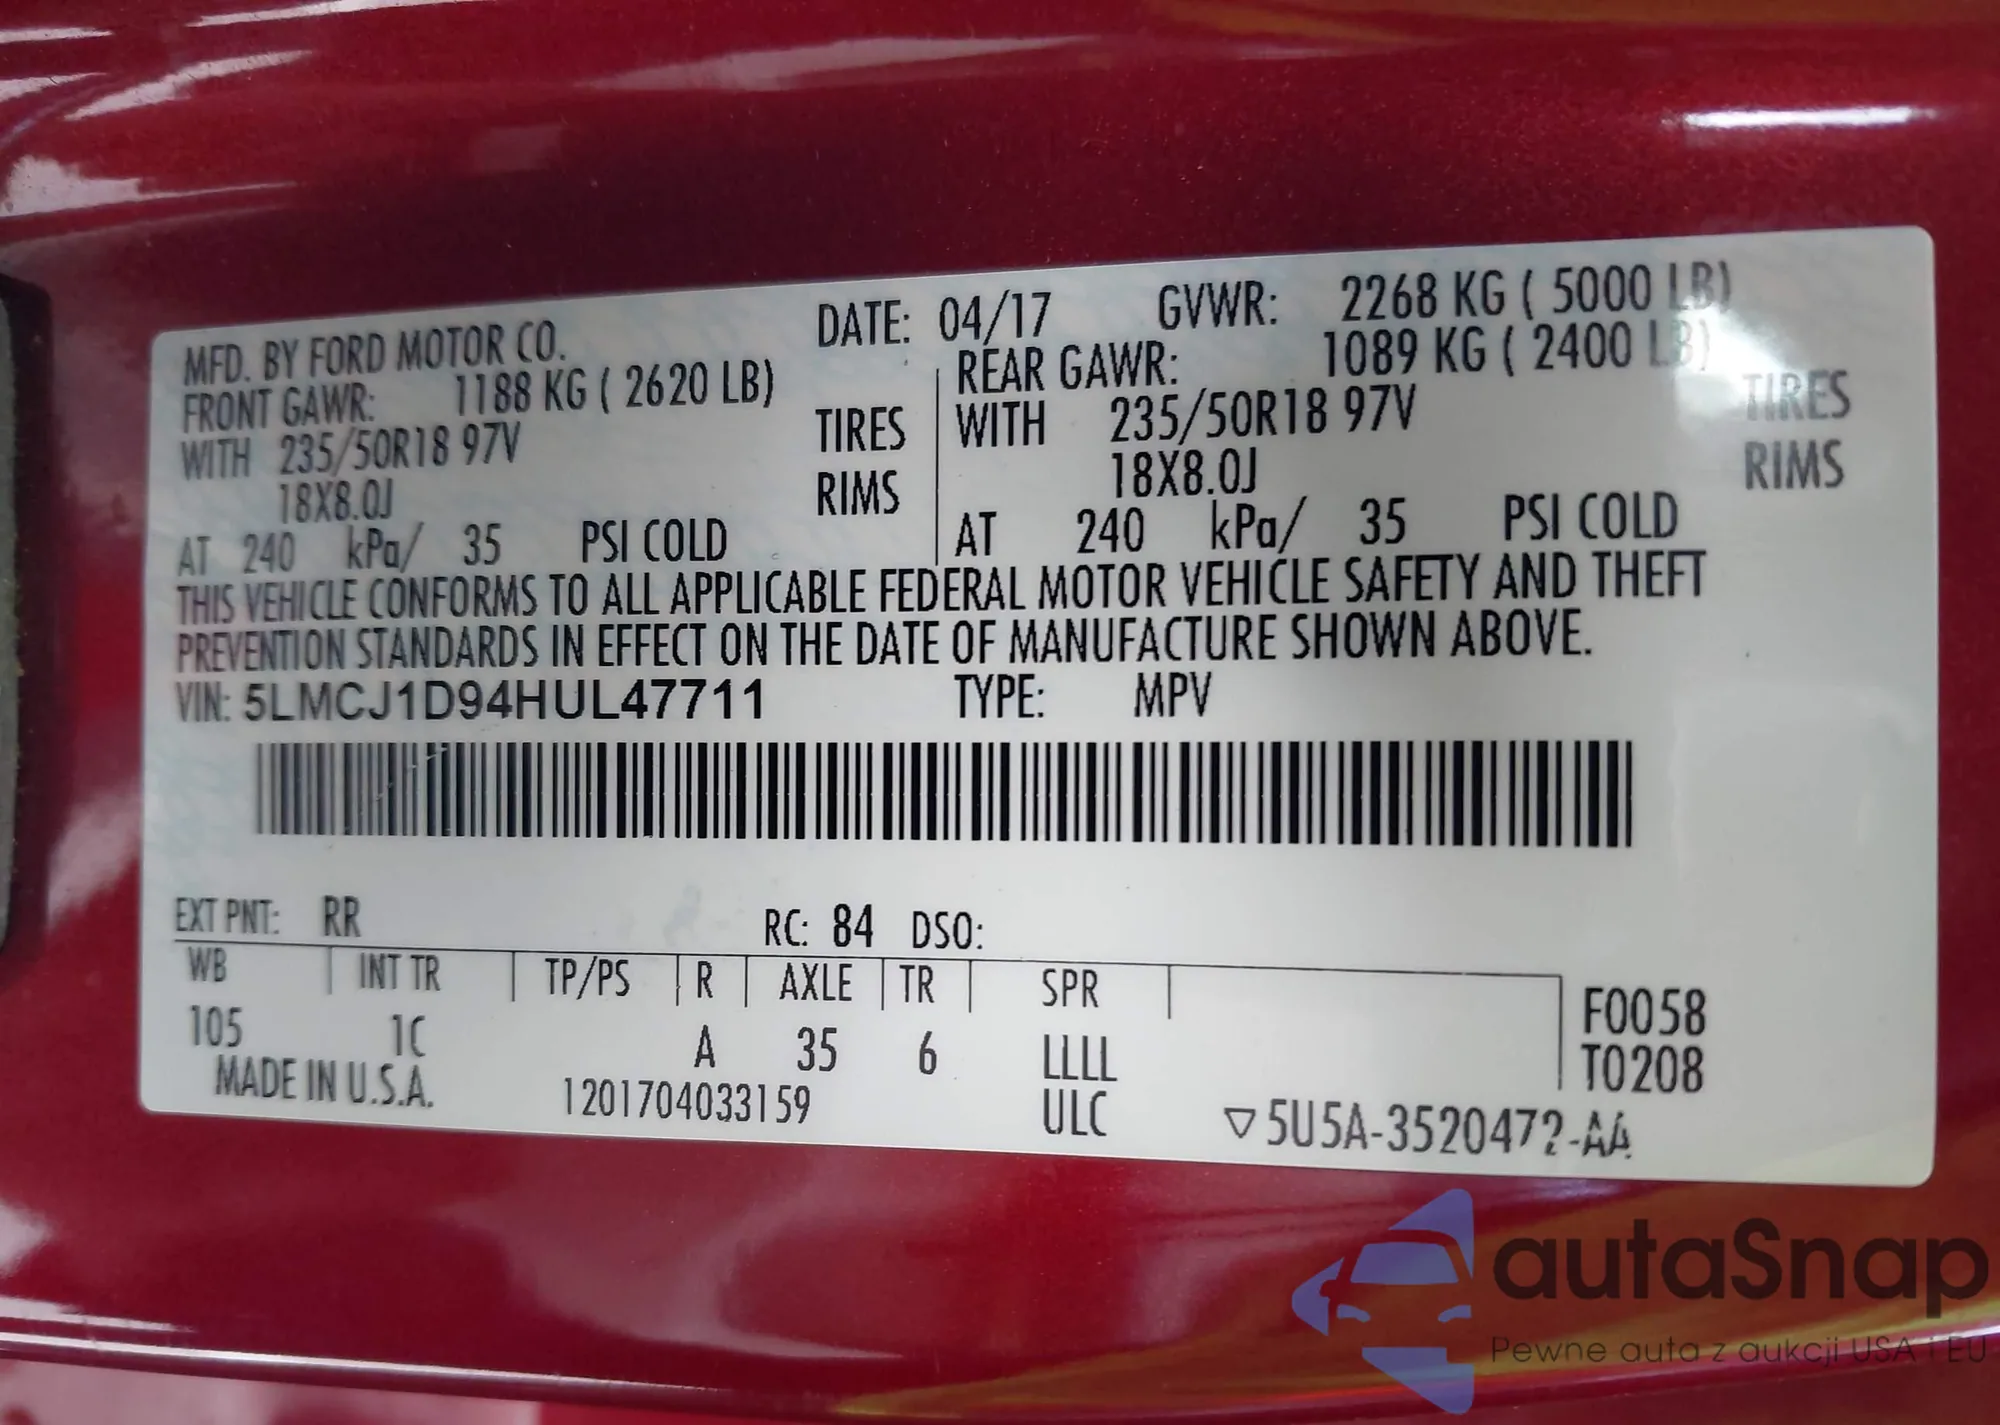 MFD. BY FORD MOTOR CO. DATE: 04/17 GVWR: 2268 KG ( 5000 LB)
FRONT GAWR: 1188 KG ( 2620 LB) REAR GAWR: 1089 KG ( 2400 LB)
WITH 235/50R18 97V TIRES WITH 235/50R18 97V TIRES
18X8.0J RIMS 18X8.0J RIMS
AT 240 kPa/ 35 PSI COLD AT 240 kPa/ 35 PSI COLD
THIS VEHICLE CONFORMS TO ALL APPLICABLE FEDERAL MOTOR VEHICLE SAFETY AND THEFT
PREVENTION STANDARDS IN EFFECT ON THE DATE OF MANUFACTURE SHOWN ABOVE.
VIN: 5LMCJ1D94HUL47711 TYPE: MPV
EXT PNT: RR RC: 84 DSO:
WB INT TR TP/PS R AXLE TR SPR F0058
105 1C A 35 6 LLLL T0208
MADE IN U.S.A. 1201704033159 ULC ▽5U5A-3520472-AA
autaSnap
Pewne auta z aukcji USA i EU